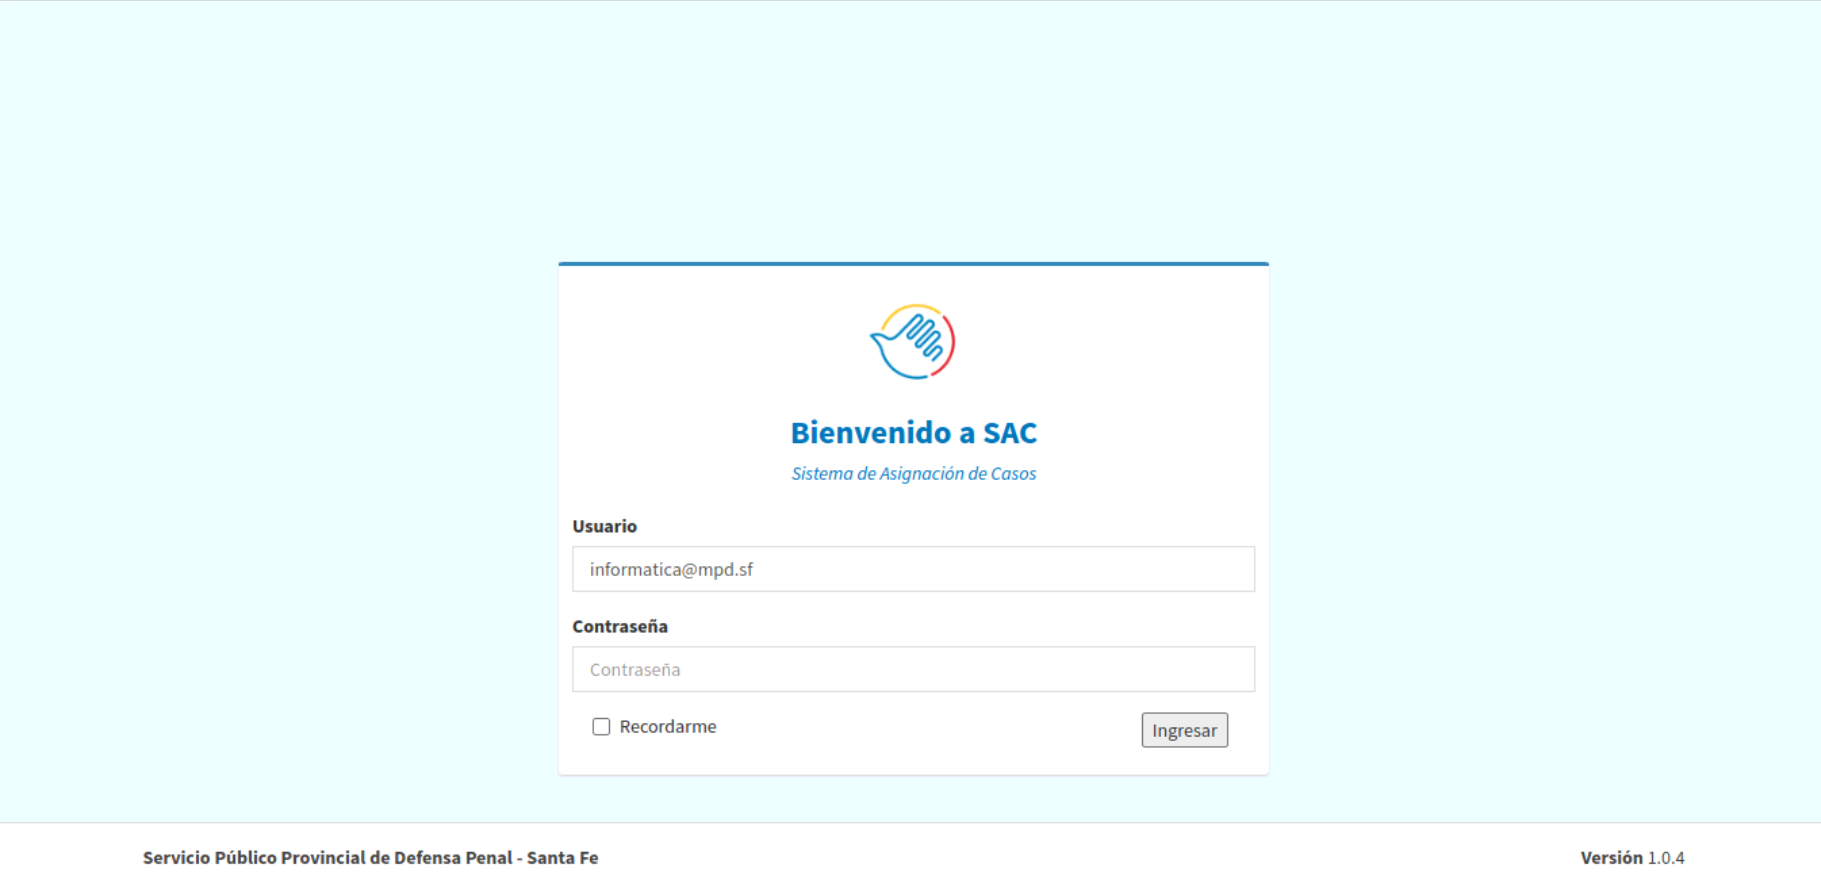 Bienvenido a SAC
Sistema de Asignación de Casos
Usuario
informatica@mpd.sf
Contraseña
Contraseña
Recordarme
Ingresar
Servicio Público Provincial de Defensa Penal - Santa Fe
Versión 1.0.4